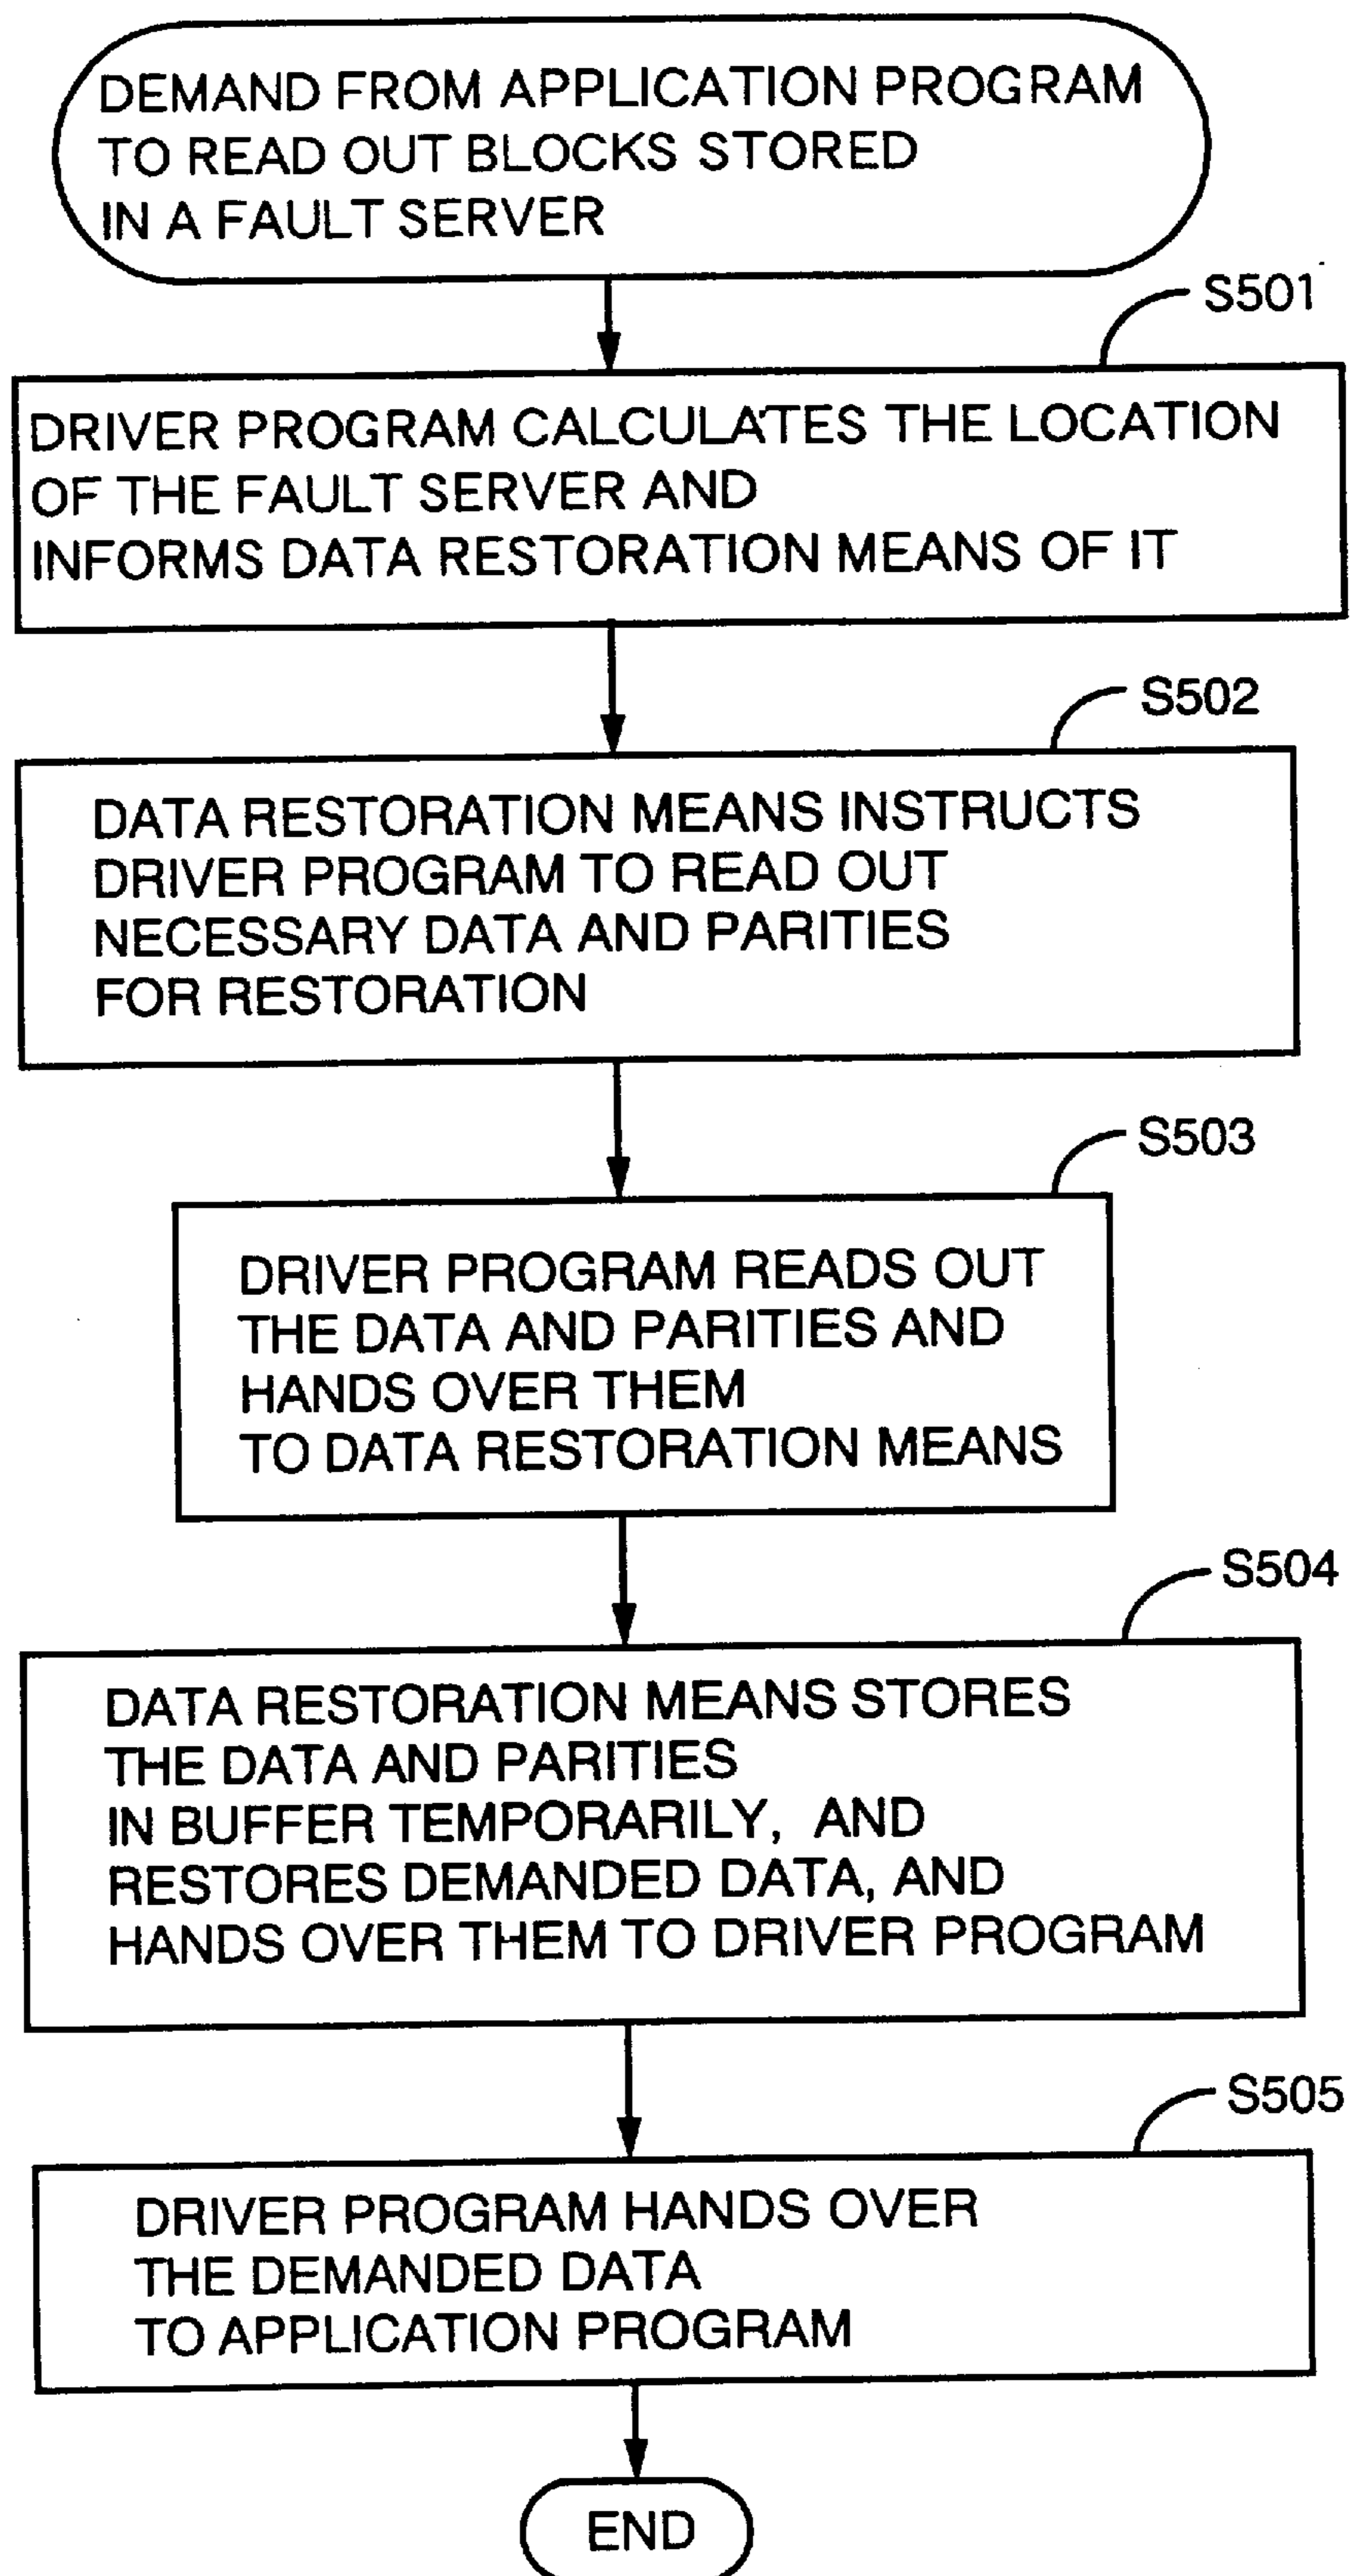 DEMAND FROM APPLICATION PROGRAM
TO READ OUT BLOCKS STORED
IN A FAULT SERVER
S501
DRIVER PROGRAM CALCULATES THE LOCATION
OF THE FAULT SERVER AND
INFORMS DATA RESTORATION MEANS OF IT
S502
DATA RESTORATION MEANS INSTRUCTS
DRIVER PROGRAM TO READ OUT
NECESSARY DATA AND PARITIES
FOR RESTORATION
S503
DRIVER PROGRAM READS OUT
THE DATA AND PARITIES AND
HANDS OVER THEM
TO DATA RESTORATION MEANS
S504
DATA RESTORATION MEANS STORES
THE DATA AND PARITIES
IN BUFFER TEMPORARILY, AND
RESTORES DEMANDED DATA, AND
HANDS OVER THEM TO DRIVER PROGRAM
S505
DRIVER PROGRAM HANDS OVER
THE DEMANDED DATA
TO APPLICATION PROGRAM
END